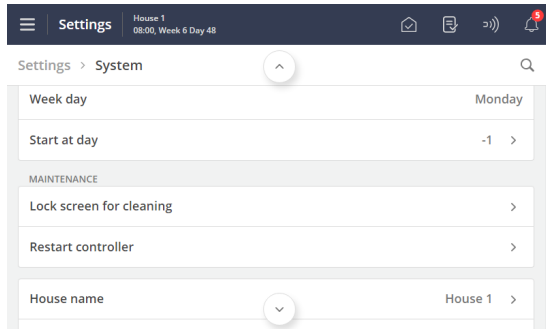 Settings
House 1
08:00, Week 6 Day 48
5
Settings > System
Week day Monday
Start at day -1 >
MAINTENANCE
Lock screen for cleaning >
Restart controller >
House name House 1 >